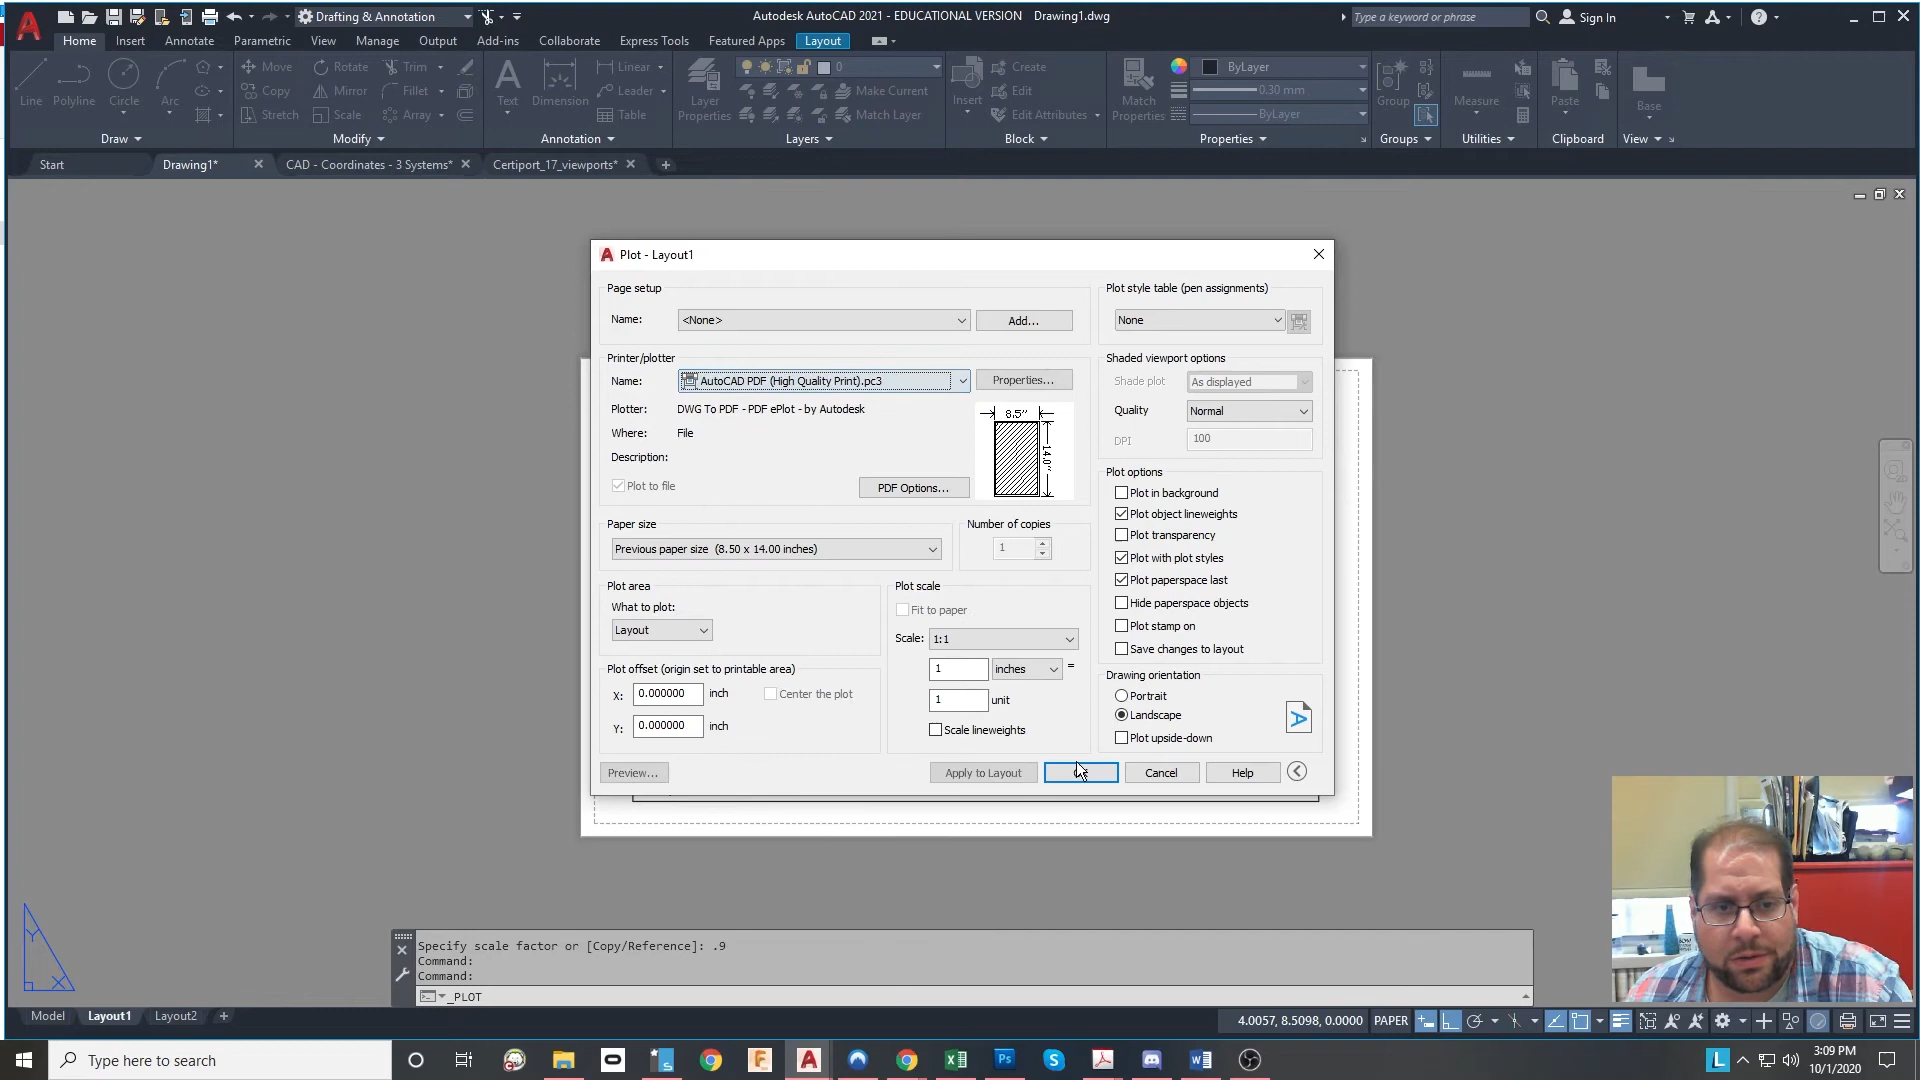 Drafting & Annotation
Autodesk AutoCAD 2021 - EDUCATIONAL VERSION Drawing1.dwg
Type a keyword or phrase
Sign In
Home Insert Annotate Parametric View Manage Output Add-ins Collaborate Express Tools Featured Apps Layout
Line Polyline Circle Arc
Move Rotate Trim
Copy Mirror Fillet
Stretch Scale Array
Text Dimension
Linear
Leader
Table
Layer Properties
0
Make Current
Match Layer
Insert
Create
Edit
Edit Attributes
Match Properties
ByLayer
0.30 mm
ByLayer
Group
Measure
Paste
Base
Draw Modify Annotation Layers Block Properties Groups Utilities Clipboard View
Start Drawing1* CAD - Coordinates - 3 Systems* Certiport_17_viewports*
Plot - Layout1
Page setup
Name: <None> Add...
Plot style table (pen assignments)
None
Printer/plotter
Name: AutoCAD PDF (High Quality Print).pc3 Properties...
Plotter: DWG To PDF - PDF ePlot - by Autodesk
Where: File
Description:
Plot to file
PDF Options...
8.5″
14.0″
Shaded viewport options
Shade plot As displayed
Quality Normal
DPI 100
Paper size
Previous paper size (8.50 x 14.00 inches)
Number of copies
1
Plot area
What to plot:
Layout
Plot offset (origin set to printable area)
X: 0.000000 inch Center the plot
Y: 0.000000 inch
Plot scale
Fit to paper
Scale: 1:1
1 inches =
1 unit
Scale lineweights
Plot options
Plot in background
Plot object lineweights
Plot transparency
Plot with plot styles
Plot paperspace last
Hide paperspace objects
Plot stamp on
Save changes to layout
Drawing orientation
Portrait
Landscape
Plot upside-down
A
Preview... Apply to Layout Cancel Help
Y
X
Specify scale factor or [Copy/Reference]: .9
Command:
Command:
_PLOT
Model Layout1 Layout2
4.0057, 8.5098, 0.0000 PAPER
Type here to search
3:09 PM
10/1/2020